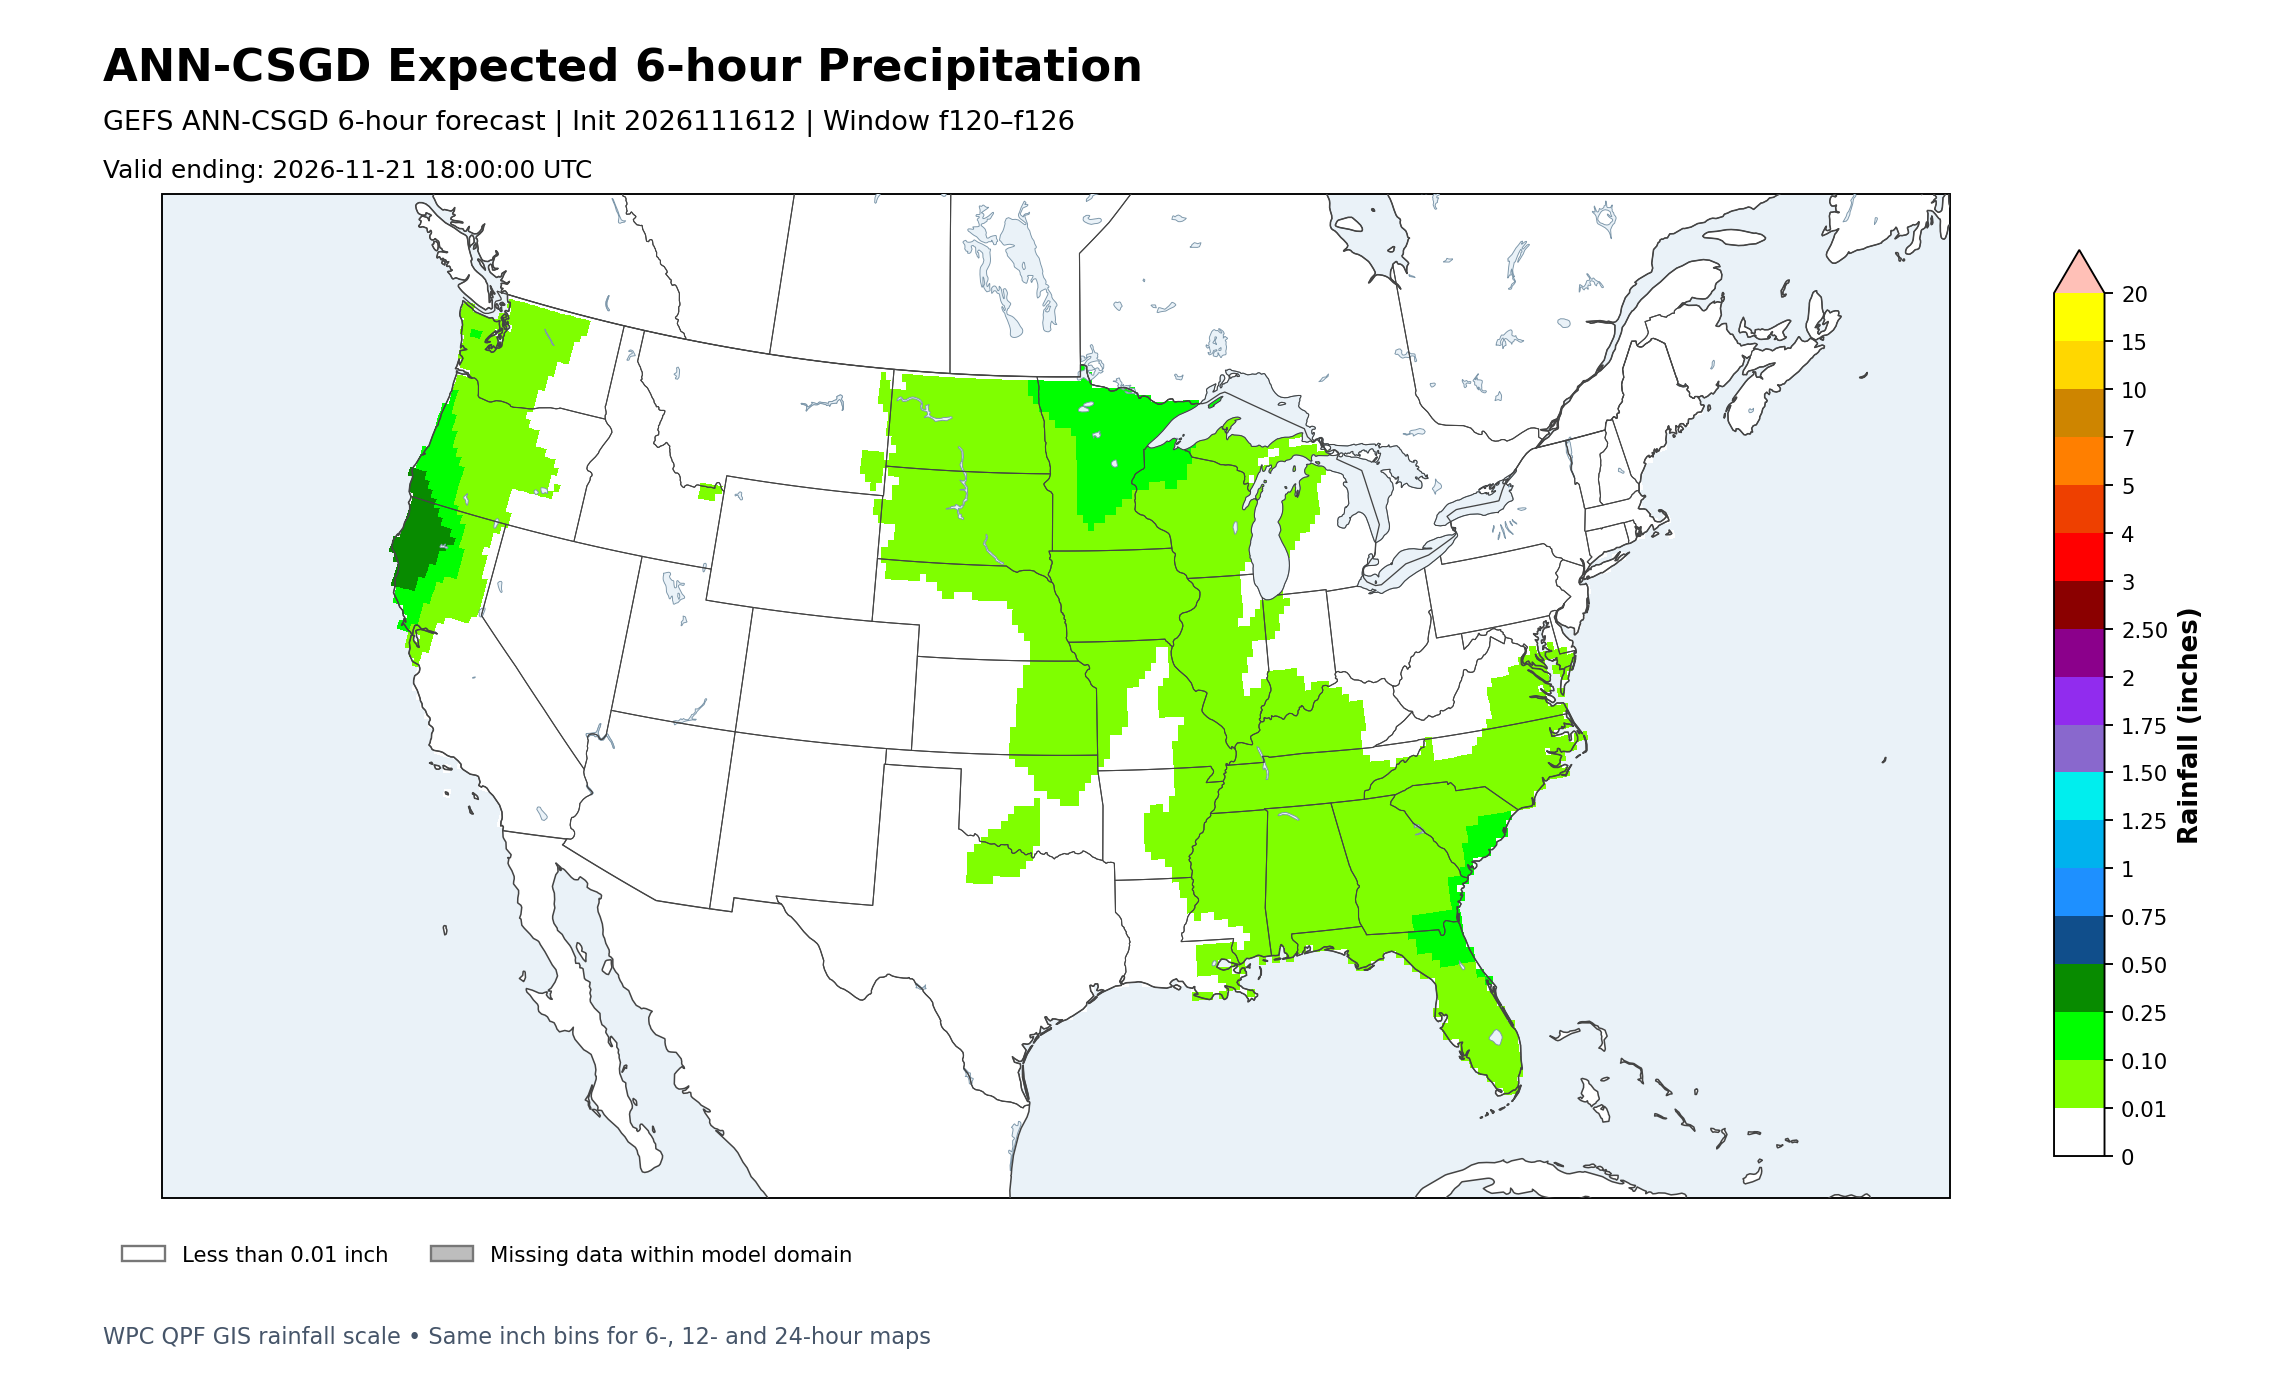 ANN-CSGD Expected 6-hour Precipitation
GEFS ANN-CSGD 6-hour forecast | Init 2026111612 | Window f120–f126
Valid ending: 2026-11-21 18:00:00 UTC
20
15
10
7
5
4
3
2.50
2
1.75
1.50
1.25
1
0.75
0.50
0.25
0.10
0.01
0
Rainfall (inches)
Less than 0.01 inch
Missing data within model domain
WPC QPF GIS rainfall scale • Same inch bins for 6-, 12- and 24-hour maps